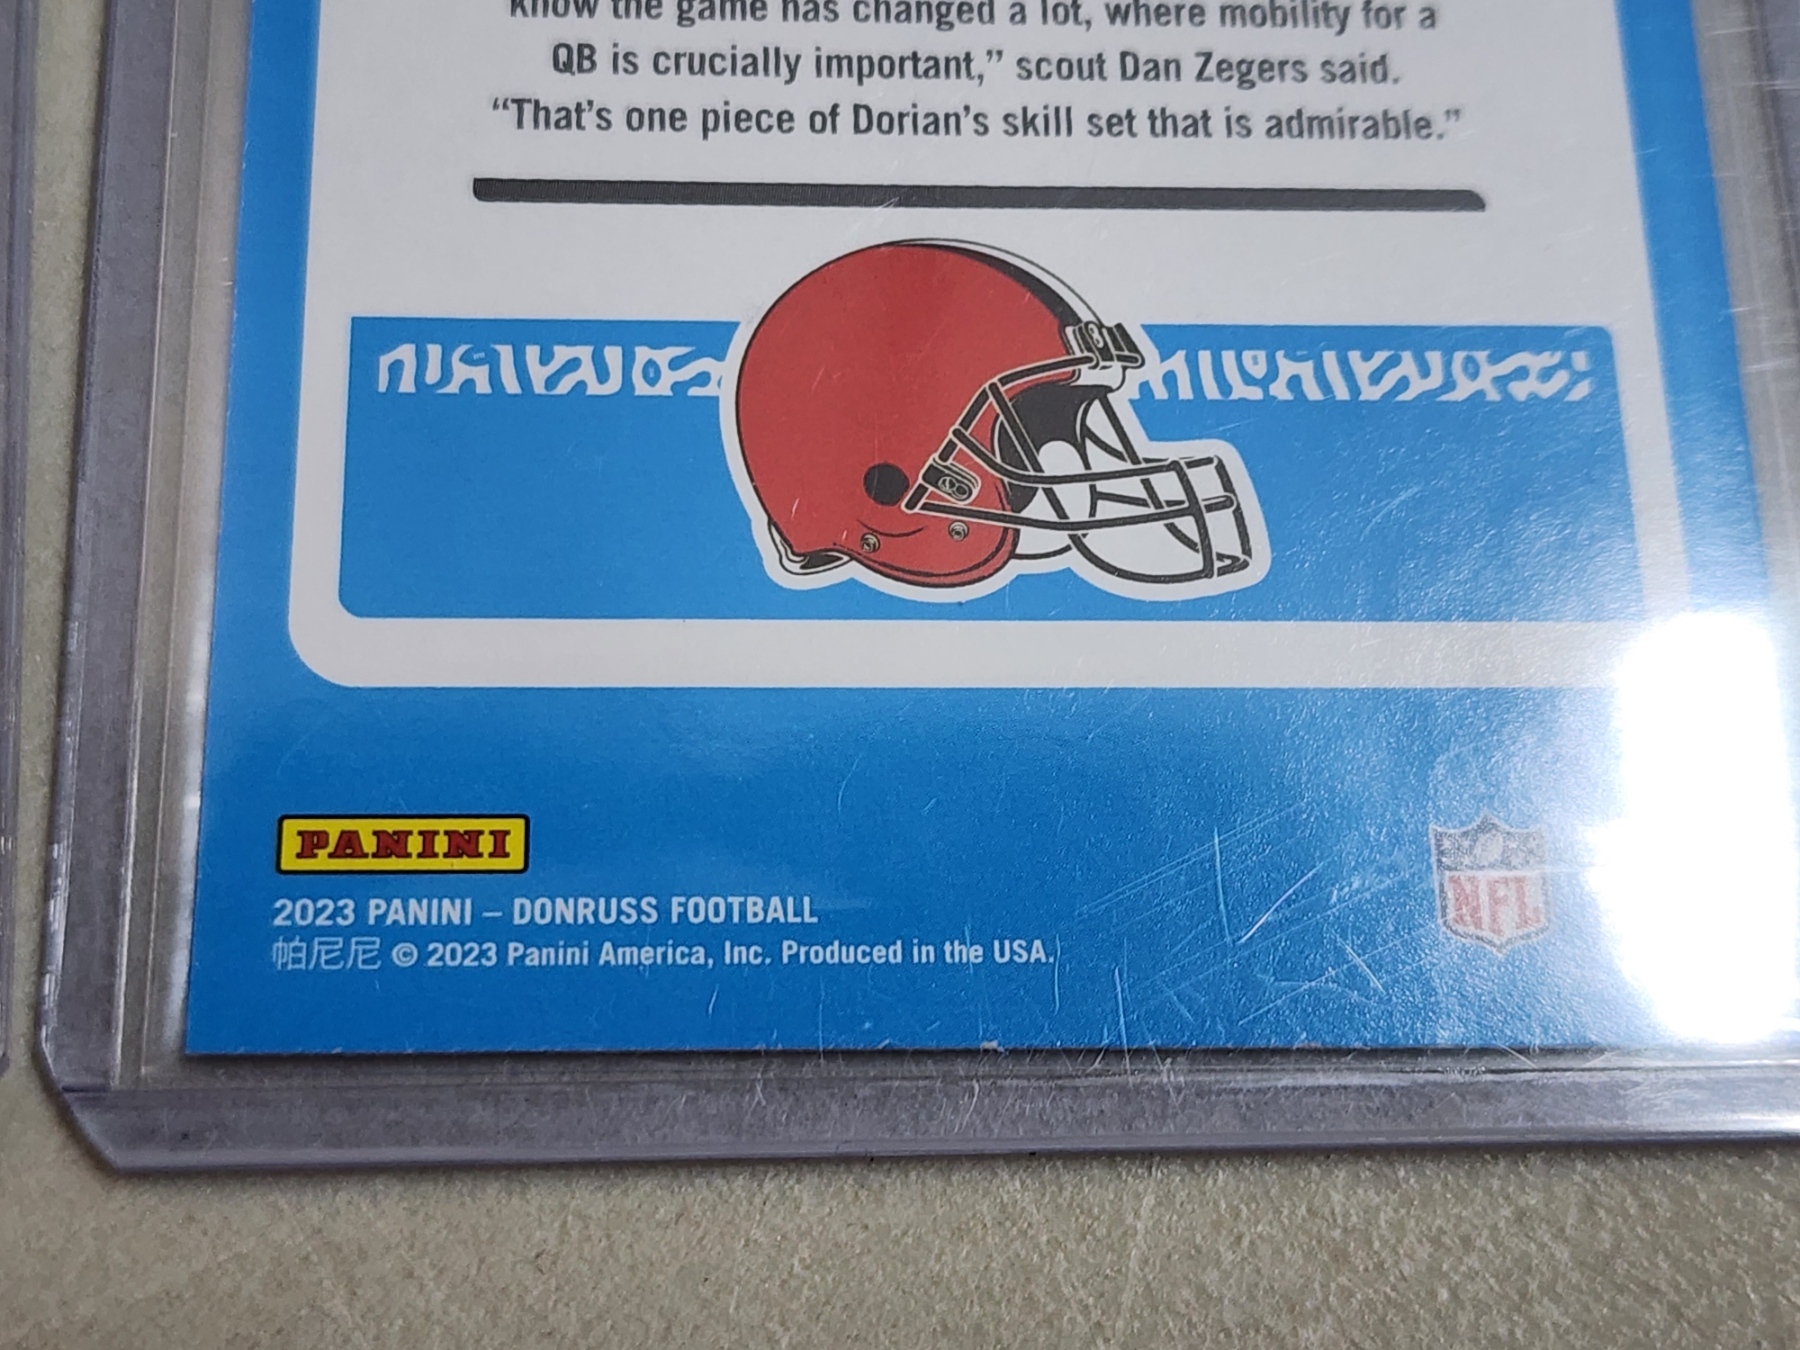 know the game has changed a lot, where mobility for a
QB is crucially important,” scout Dan Zegers said.
“That’s one piece of Dorian’s skill set that is admirable.”
PANINI
2023 PANINI – DONRUSS FOOTBALL
帕尼尼 © 2023 Panini America, Inc. Produced in the USA.
NFL